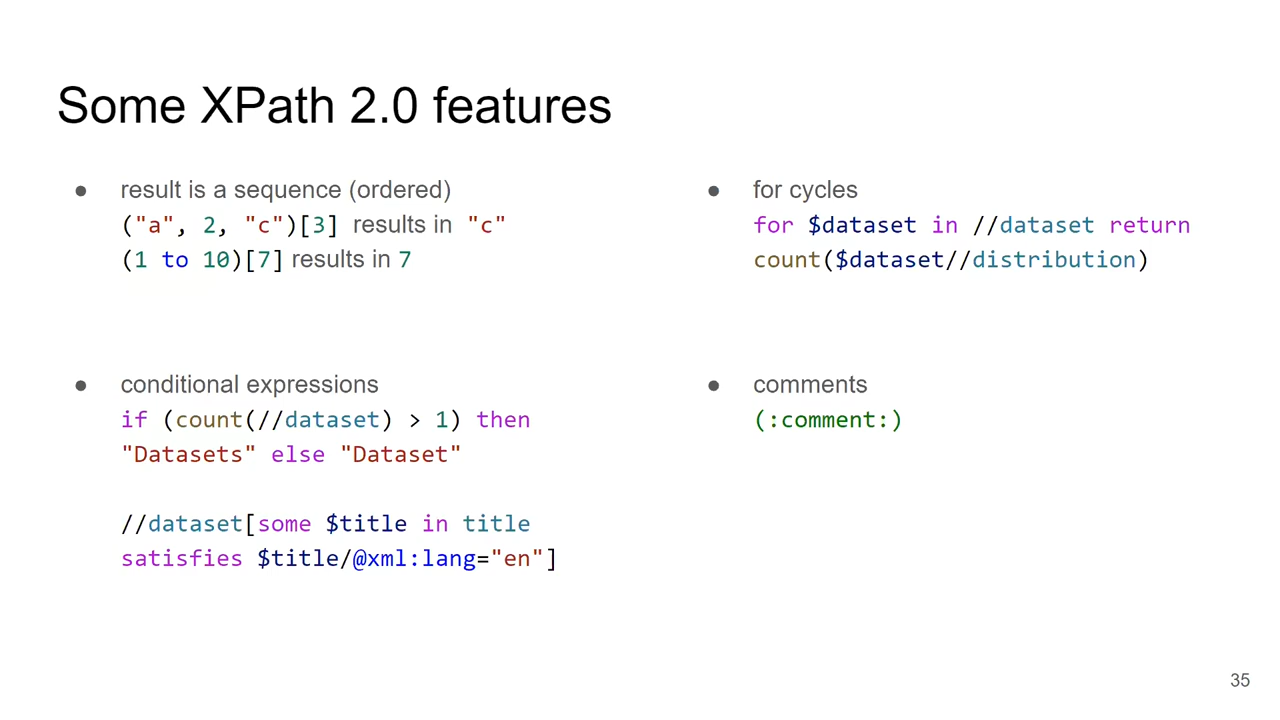 Some XPath 2.0 features
● result is a sequence (ordered)
("a", 2, "c")[3] results in "c"
(1 to 10)[7] results in 7
● conditional expressions
if (count(//dataset) > 1) then
"Datasets" else "Dataset"
//dataset[some $title in title
satisfies $title/@xml:lang="en"]
● for cycles
for $dataset in //dataset return
count($dataset//distribution)
● comments
(:comment:)
35